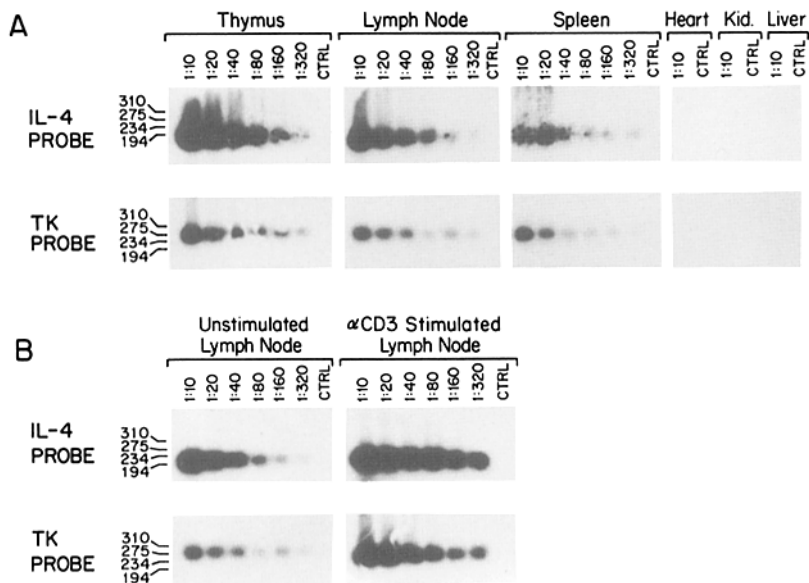 A
Thymus Lymph Node Spleen Heart Kid. Liver
1:10 1:20 1:40 1:80 1:160 1:320 CTRL 1:10 1:20 1:40 1:80 1:160 1:320 CTRL 1:10 1:20 1:40 1:80 1:160 1:320 CTRL 1:10 CTRL 1:10 CTRL 1:10 CTRL
IL-4 PROBE
310
275
234
194
TK PROBE
310
275
234
194
B
Unstimulated Lymph Node
αCD3 Stimulated Lymph Node
1:10 1:20 1:40 1:80 1:160 1:320 CTRL 1:10 1:20 1:40 1:80 1:160 1:320 CTRL
IL-4 PROBE
310
275
234
194
TK PROBE
310
275
234
194